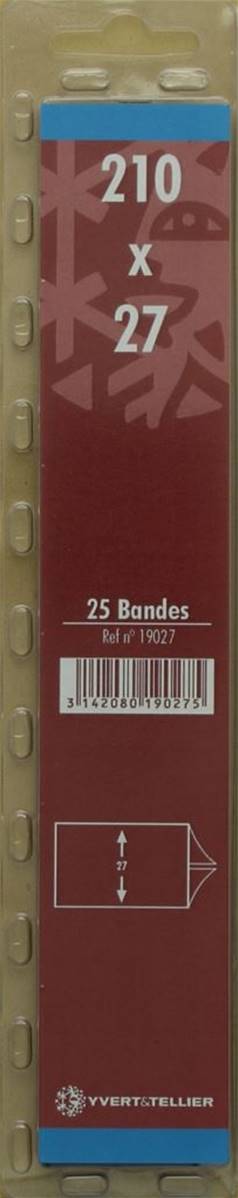 210
x
27
25 Bandes
Ref n° 19027
3 142080 190275
27
YVERT&TELLIER